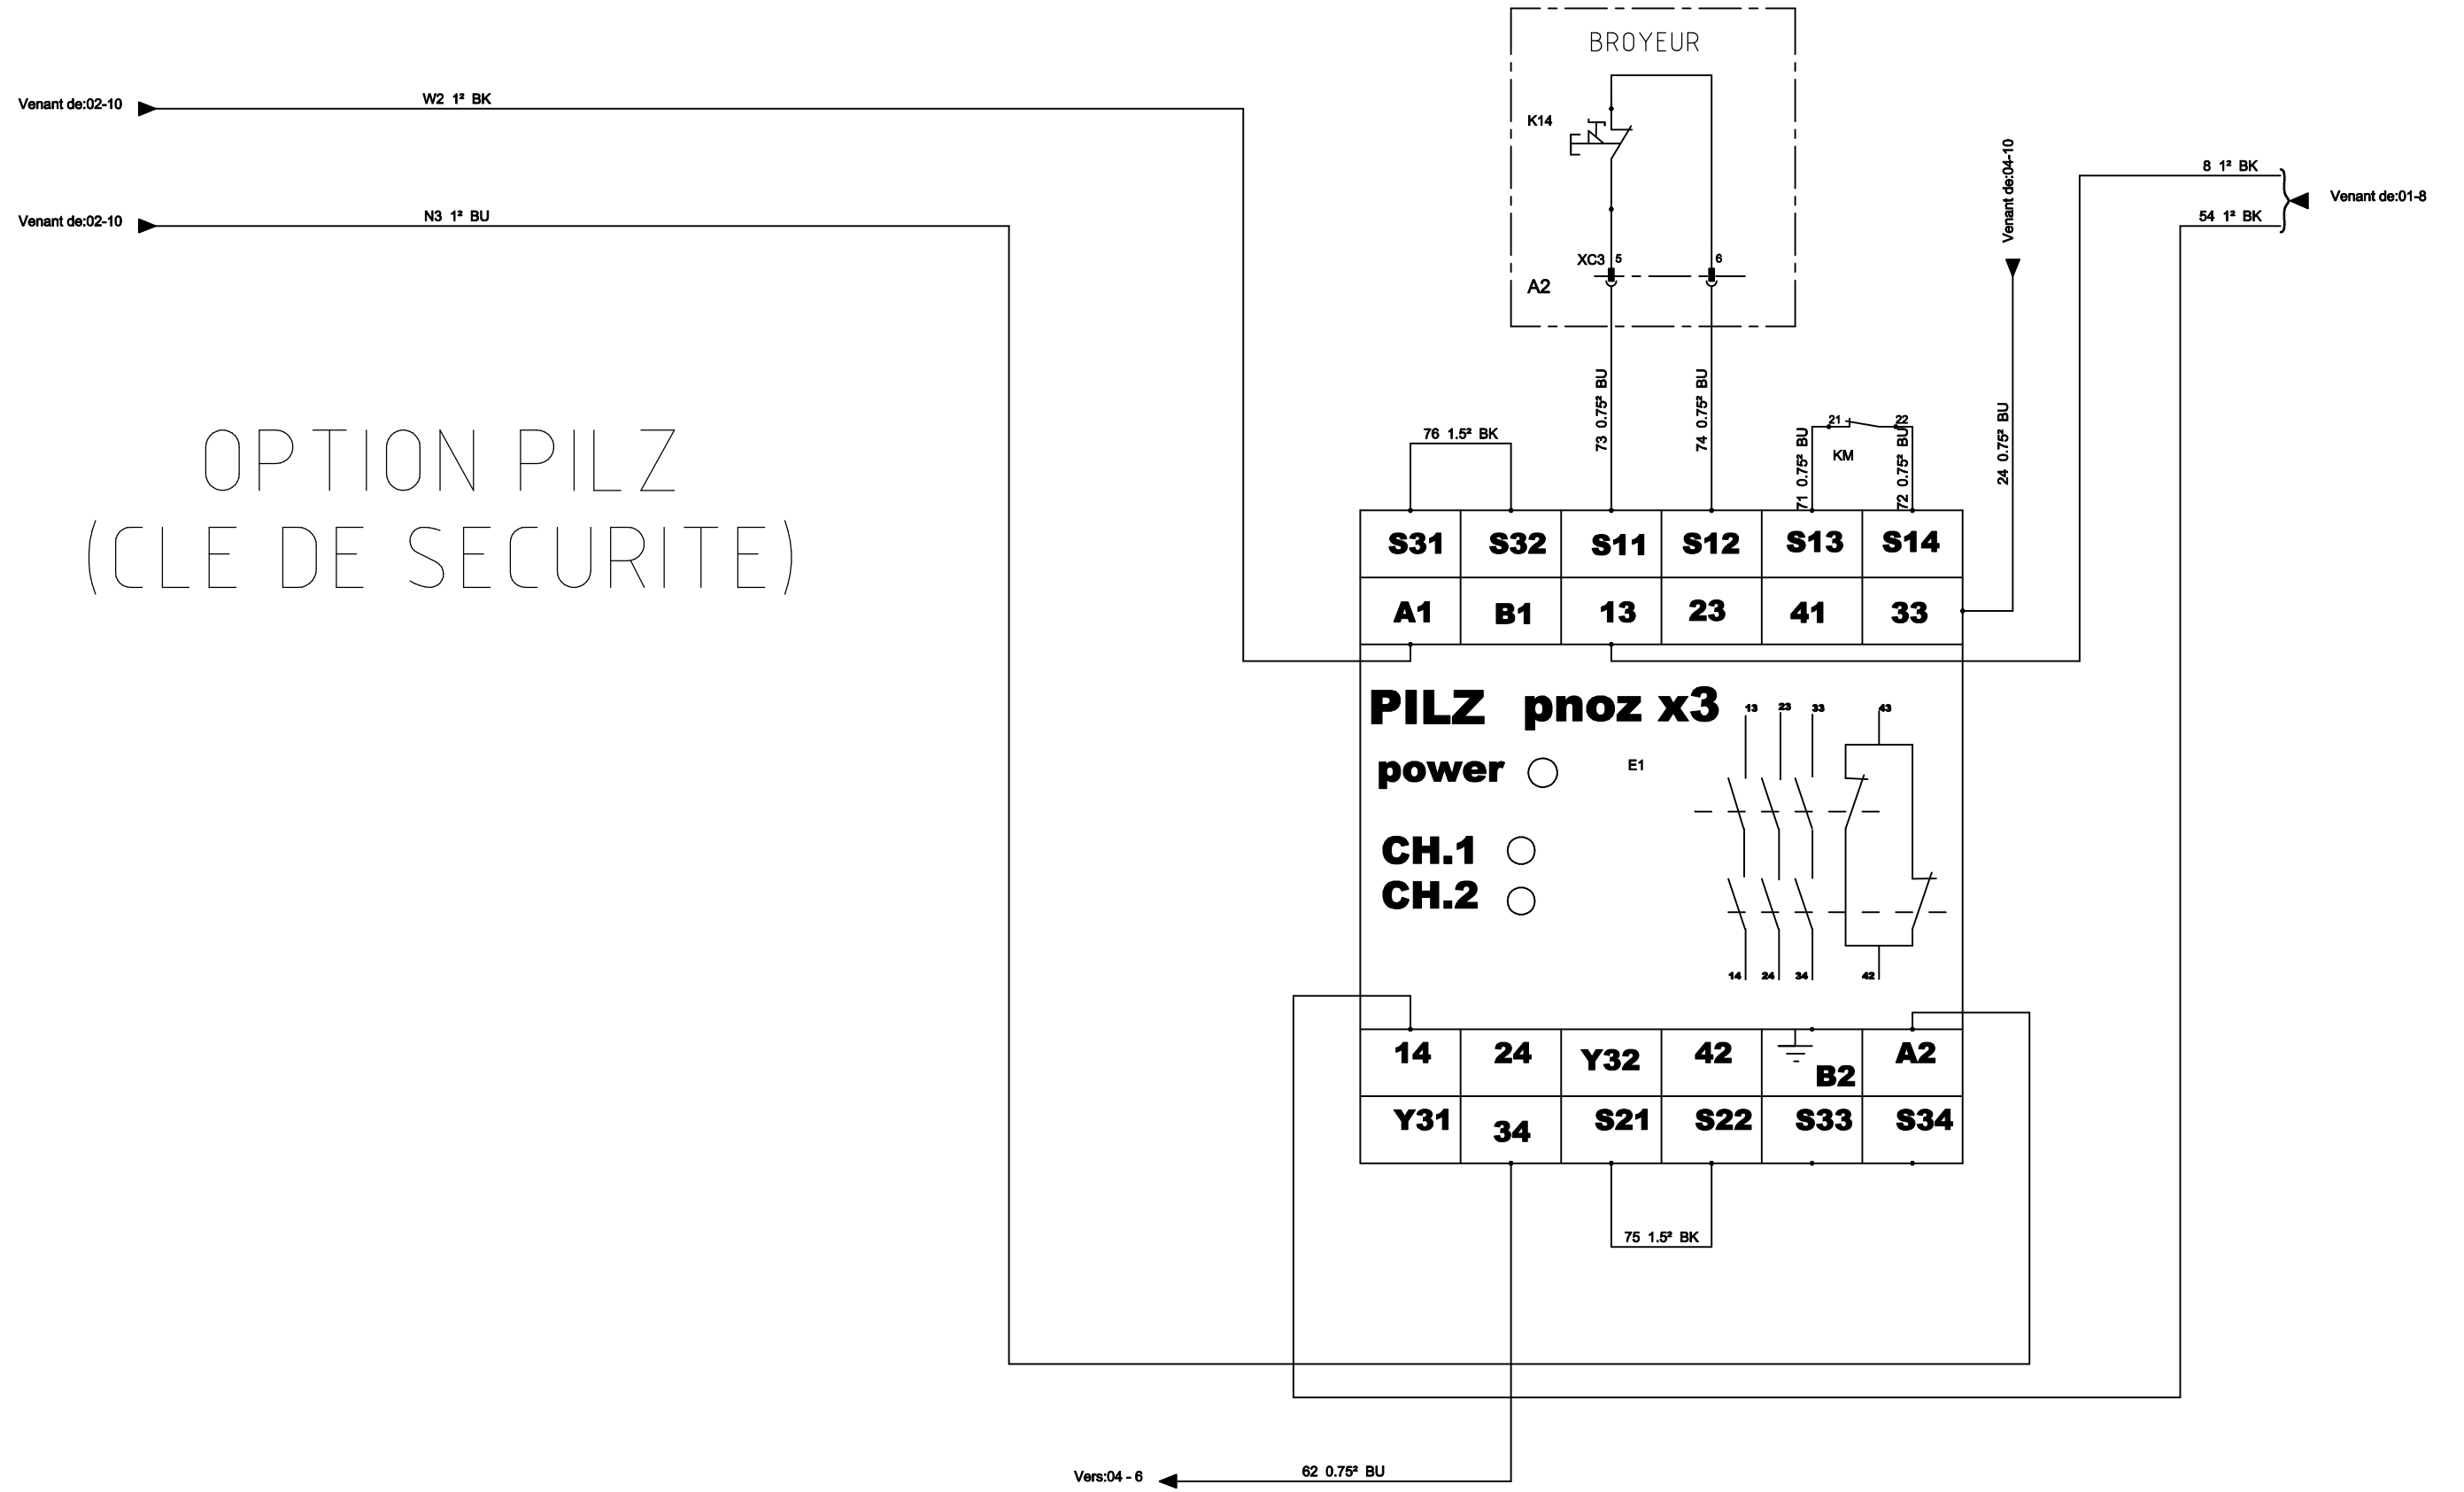 BROYEUR
Venant de:02-10
W2 1² BK
K14
Venant de:04-10
8 1² BK
Venant de:01-8
Venant de:02-10
N3 1² BU
54 1² BK
XC3 5 6
A2
73 0.75² BU
74 0.75² BU
OPTION PILZ
(CLE DE SECURITE)
76 1.5² BK
21 22
71 0.75² BU
KM
72 0.75² BU
24 0.75² BU
S31 S32 S11 S12 S13 S14
A1 B1 13 23 41 33
PILZ pnoz x3
13 23 33 43
power
E1
CH.1
CH.2
14 24 34 42
14 24 Y32 42 B2 A2
Y31 34 S21 S22 S33 S34
75 1.5² BK
Vers:04 - 6
62 0.75² BU